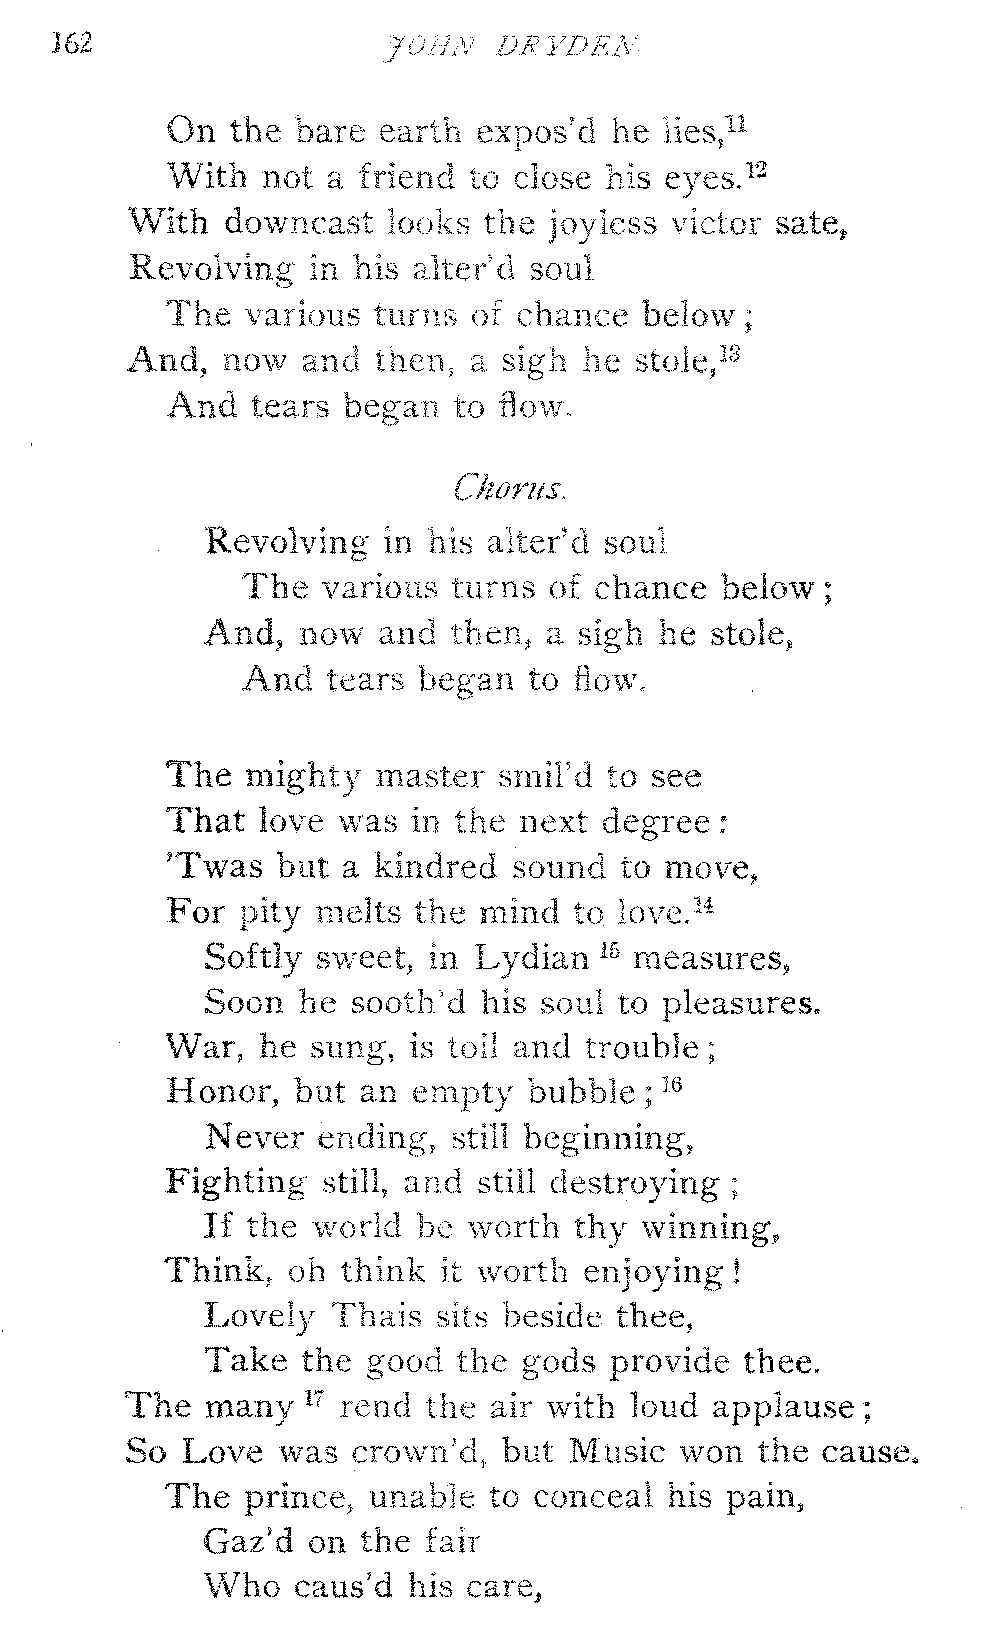 162 JOHN DRYDEN.
On the bare earth expos'd he lies,¹¹
With not a friend to close his eyes.¹²
With downcast looks the joyless victor sate,
Revolving in his alter'd soul
The various turns of chance below;
And, now and then, a sigh he stole,¹³
And tears began to flow.
Chorus.
Revolving in his alter'd soul
The various turns of chance below;
And, now and then, a sigh he stole,
And tears began to flow.
The mighty master smil'd to see
That love was in the next degree:
'Twas but a kindred sound to move,
For pity melts the mind to love.¹⁴
Softly sweet, in Lydian ¹⁵ measures,
Soon he sooth'd his soul to pleasures.
War, he sung, is toil and trouble;
Honor, but an empty bubble;¹⁶
Never ending, still beginning,
Fighting still, and still destroying;
If the world be worth thy winning,
Think, oh think it worth enjoying!
Lovely Thais sits beside thee,
Take the good the gods provide thee.
The many ¹⁷ rend the air with loud applause;
So Love was crown'd, but Music won the cause.
The prince, unable to conceal his pain,
Gaz'd on the fair
Who caus'd his care,